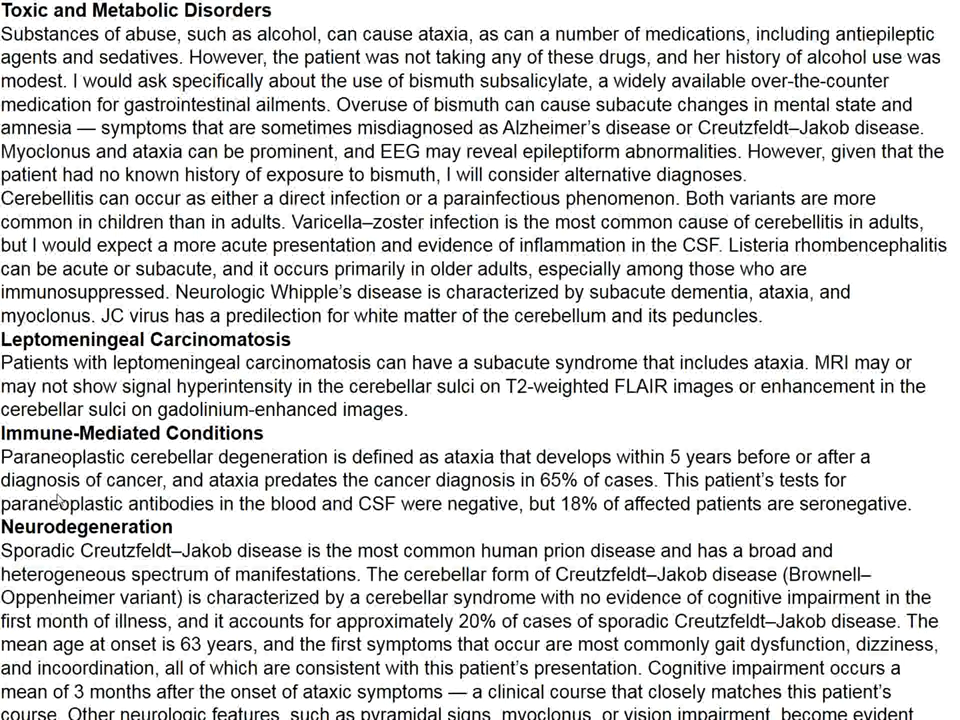 Toxic and Metabolic Disorders
Substances of abuse, such as alcohol, can cause ataxia, as can a number of medications, including antiepileptic
agents and sedatives. However, the patient was not taking any of these drugs, and her history of alcohol use was
modest. I would ask specifically about the use of bismuth subsalicylate, a widely available over-the-counter
medication for gastrointestinal ailments. Overuse of bismuth can cause subacute changes in mental state and
amnesia — symptoms that are sometimes misdiagnosed as Alzheimer’s disease or Creutzfeldt–Jakob disease.
Myoclonus and ataxia can be prominent, and EEG may reveal epileptiform abnormalities. However, given that the
patient had no known history of exposure to bismuth, I will consider alternative diagnoses.
Cerebellitis can occur as either a direct infection or a parainfectious phenomenon. Both variants are more
common in children than in adults. Varicella–zoster infection is the most common cause of cerebellitis in adults,
but I would expect a more acute presentation and evidence of inflammation in the CSF. Listeria rhombencephalitis
can be acute or subacute, and it occurs primarily in older adults, especially among those who are
immunosuppressed. Neurologic Whipple’s disease is characterized by subacute dementia, ataxia, and
myoclonus. JC virus has a predilection for white matter of the cerebellum and its peduncles.
Leptomeningeal Carcinomatosis
Patients with leptomeningeal carcinomatosis can have a subacute syndrome that includes ataxia. MRI may or
may not show signal hyperintensity in the cerebellar sulci on T2-weighted FLAIR images or enhancement in the
cerebellar sulci on gadolinium-enhanced images.
Immune-Mediated Conditions
Paraneoplastic cerebellar degeneration is defined as ataxia that develops within 5 years before or after a
diagnosis of cancer, and ataxia predates the cancer diagnosis in 65% of cases. This patient’s tests for
paraneoplastic antibodies in the blood and CSF were negative, but 18% of affected patients are seronegative.
Neurodegeneration
Sporadic Creutzfeldt–Jakob disease is the most common human prion disease and has a broad and
heterogeneous spectrum of manifestations. The cerebellar form of Creutzfeldt–Jakob disease (Brownell–
Oppenheimer variant) is characterized by a cerebellar syndrome with no evidence of cognitive impairment in the
first month of illness, and it accounts for approximately 20% of cases of sporadic Creutzfeldt–Jakob disease. The
mean age at onset is 63 years, and the first symptoms that occur are most commonly gait dysfunction, dizziness,
and incoordination, all of which are consistent with this patient’s presentation. Cognitive impairment occurs a
mean of 3 months after the onset of ataxic symptoms — a clinical course that closely matches this patient’s
course. Other neurologic features, such as pyramidal signs, myoclonus, or vision impairment, become evident